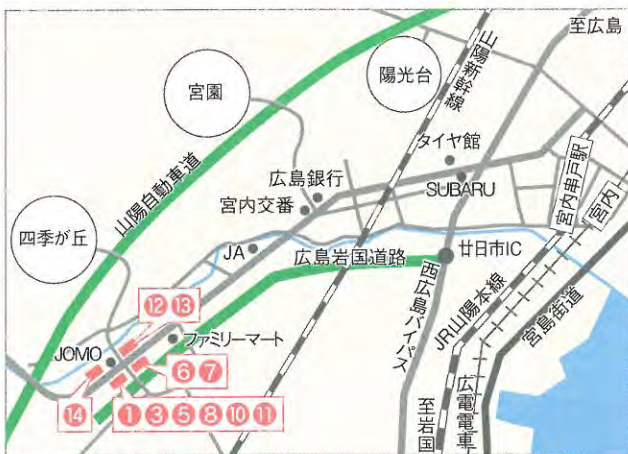 至広島
山陽新幹線
陽光台
宮園
タイヤ館
広島銀行
SUBARU
宮内串戸駅
宮内
山陽自動車道
宮内交番
四季が丘
JA
広島岩国道路
廿日市IC
西広島バイパス
JR山陽本線
宮島街道
⑫⑬
ファミリーマート
JOMO
⑥⑦
⑭
①③⑤⑧⑩⑪
至岩国
広電電車